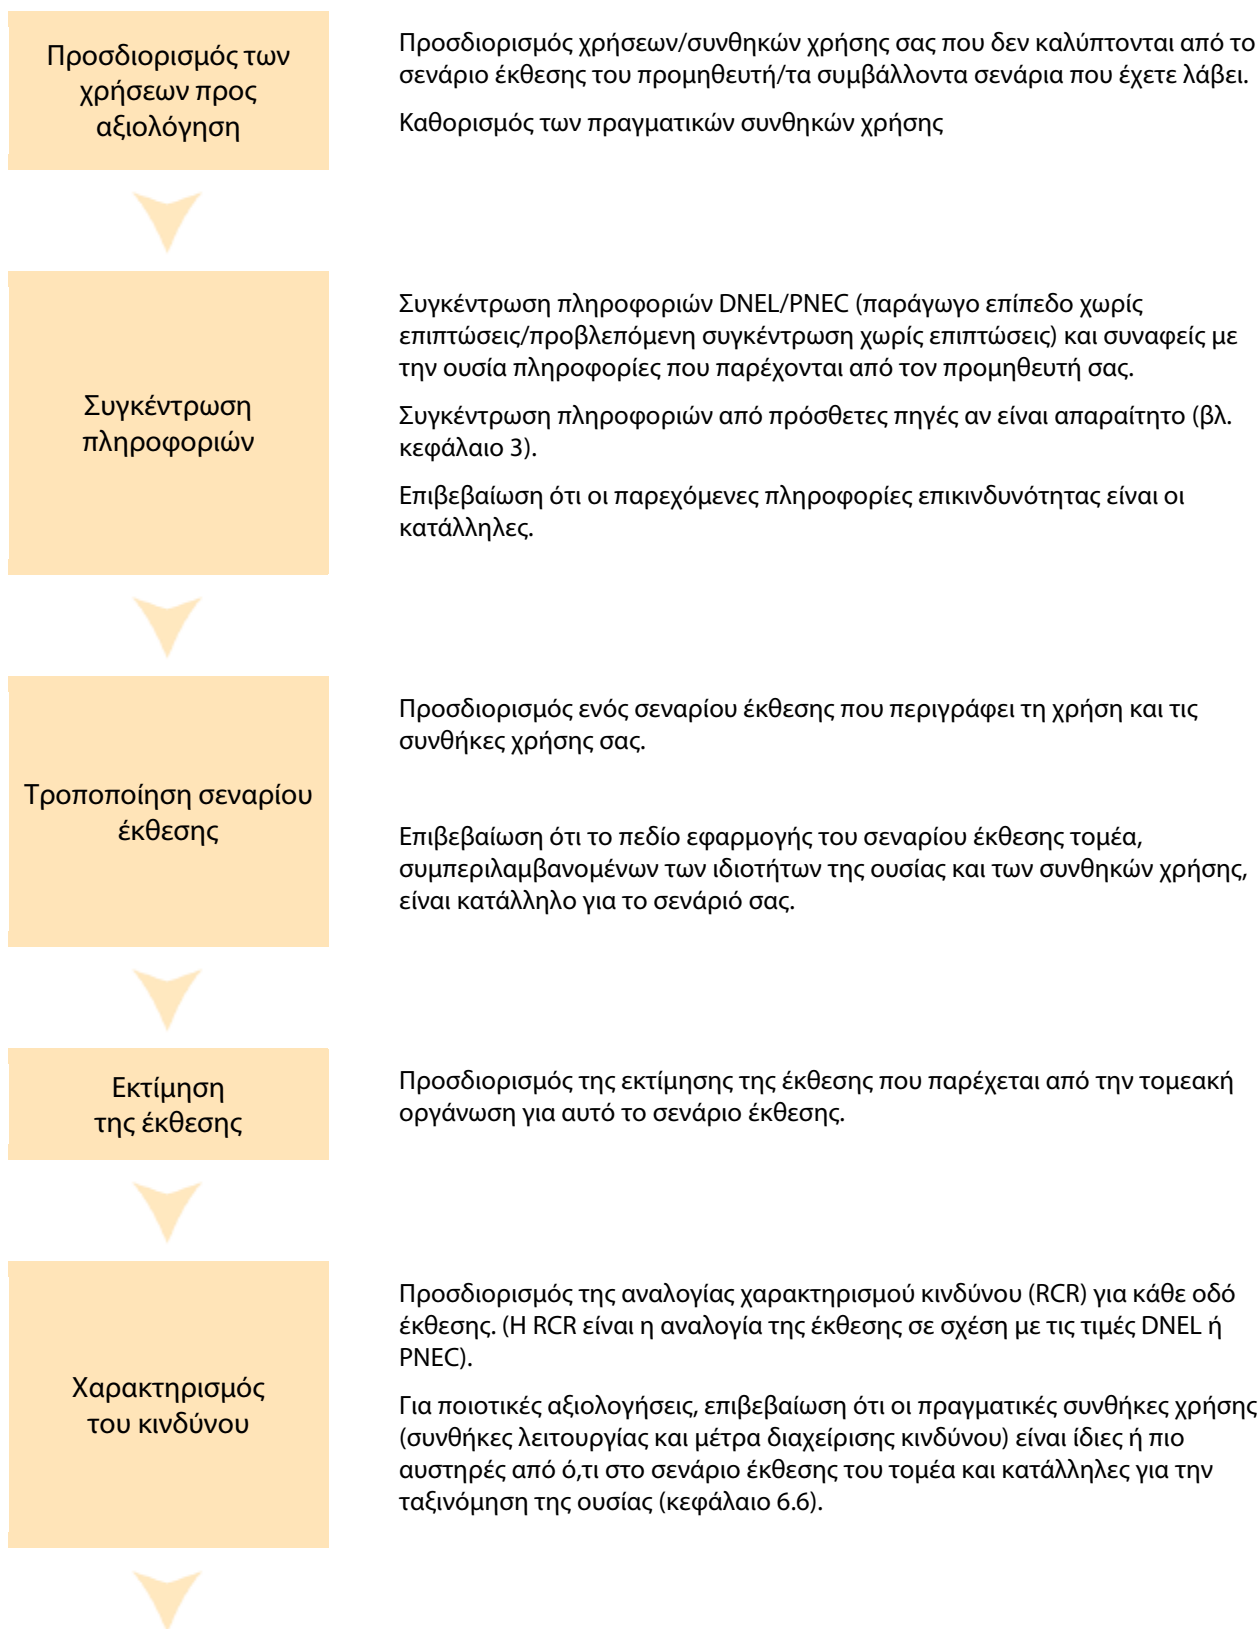 Προσδιορισμός των
χρήσεων προς
αξιολόγηση
Προσδιορισμός χρήσεων/συνθηκών χρήσης σας που δεν καλύπτονται από το
σενάριο έκθεσης του προμηθευτή/τα συμβάλλοντα σενάρια που έχετε λάβει.
Καθορισμός των πραγματικών συνθηκών χρήσης
Συγκέντρωση
πληροφοριών
Συγκέντρωση πληροφοριών DNEL/PNEC (παράγωγο επίπεδο χωρίς
επιπτώσεις/προβλεπόμενη συγκέντρωση χωρίς επιπτώσεις) και συναφείς με
την ουσία πληροφορίες που παρέχονται από τον προμηθευτή σας.
Συγκέντρωση πληροφοριών από πρόσθετες πηγές αν είναι απαραίτητο (βλ.
κεφάλαιο 3).
Επιβεβαίωση ότι οι παρεχόμενες πληροφορίες επικινδυνότητας είναι οι
κατάλληλες.
Τροποποίηση σεναρίου
έκθεσης
Προσδιορισμός ενός σεναρίου έκθεσης που περιγράφει τη χρήση και τις
συνθήκες χρήσης σας.
Επιβεβαίωση ότι το πεδίο εφαρμογής του σεναρίου έκθεσης τομέα,
συμπεριλαμβανομένων των ιδιοτήτων της ουσίας και των συνθηκών χρήσης,
είναι κατάλληλο για το σενάριό σας.
Εκτίμηση
της έκθεσης
Προσδιορισμός της εκτίμησης της έκθεσης που παρέχεται από την τομεακή
οργάνωση για αυτό το σενάριο έκθεσης.
Χαρακτηρισμός
του κινδύνου
Προσδιορισμός της αναλογίας χαρακτηρισμού κινδύνου (RCR) για κάθε οδό
έκθεσης. (Η RCR είναι η αναλογία της έκθεσης σε σχέση με τις τιμές DNEL ή
PNEC).
Για ποιοτικές αξιολογήσεις, επιβεβαίωση ότι οι πραγματικές συνθήκες χρήσης
(συνθήκες λειτουργίας και μέτρα διαχείρισης κινδύνου) είναι ίδιες ή πιο
αυστηρές από ό,τι στο σενάριο έκθεσης του τομέα και κατάλληλες για την
ταξινόμηση της ουσίας (κεφάλαιο 6.6).